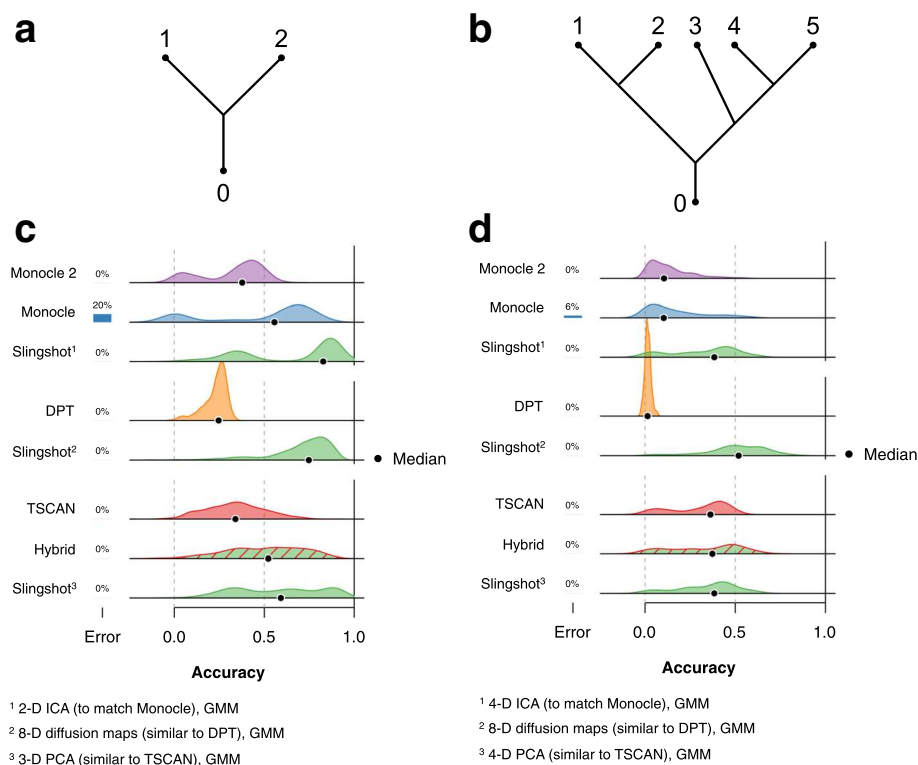 a
1 2
0
b
1 2 3 4 5
0
c
Monocle 2 0%
Monocle 20%
Slingshot¹ 0%
DPT 0%
Slingshot² 0%
Median
TSCAN 0%
Hybrid 0%
Slingshot³ 0%
Error 0.0 0.5 1.0
Accuracy
¹ 2-D ICA (to match Monocle), GMM
² 8-D diffusion maps (similar to DPT), GMM
³ 3-D PCA (similar to TSCAN), GMM
d
Monocle 2 0%
Monocle 6%
Slingshot¹ 0%
DPT 0%
Slingshot² 0%
Median
TSCAN 0%
Hybrid 0%
Slingshot³ 0%
Error 0.0 0.5 1.0
Accuracy
¹ 4-D ICA (to match Monocle), GMM
² 8-D diffusion maps (similar to DPT), GMM
³ 4-D PCA (similar to TSCAN), GMM